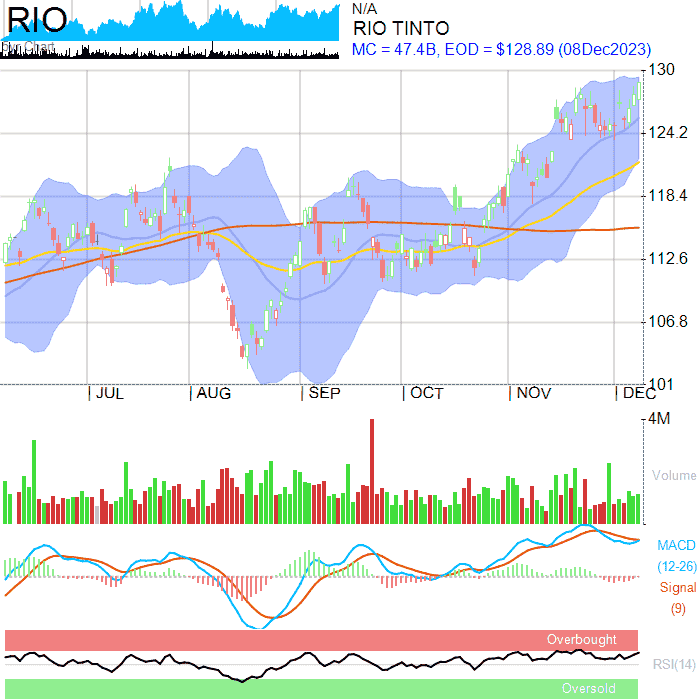 RIO
N/A
RIO TINTO
MC = 47.4B, EOD = $128.89 (08Dec2023)
130
124.2
118.4
112.6
106.8
101
JUL AUG SEP OCT NOV DEC
4M
Volume
MACD
(12-26)
Signal
(9)
Overbought
RSI(14)
Oversold